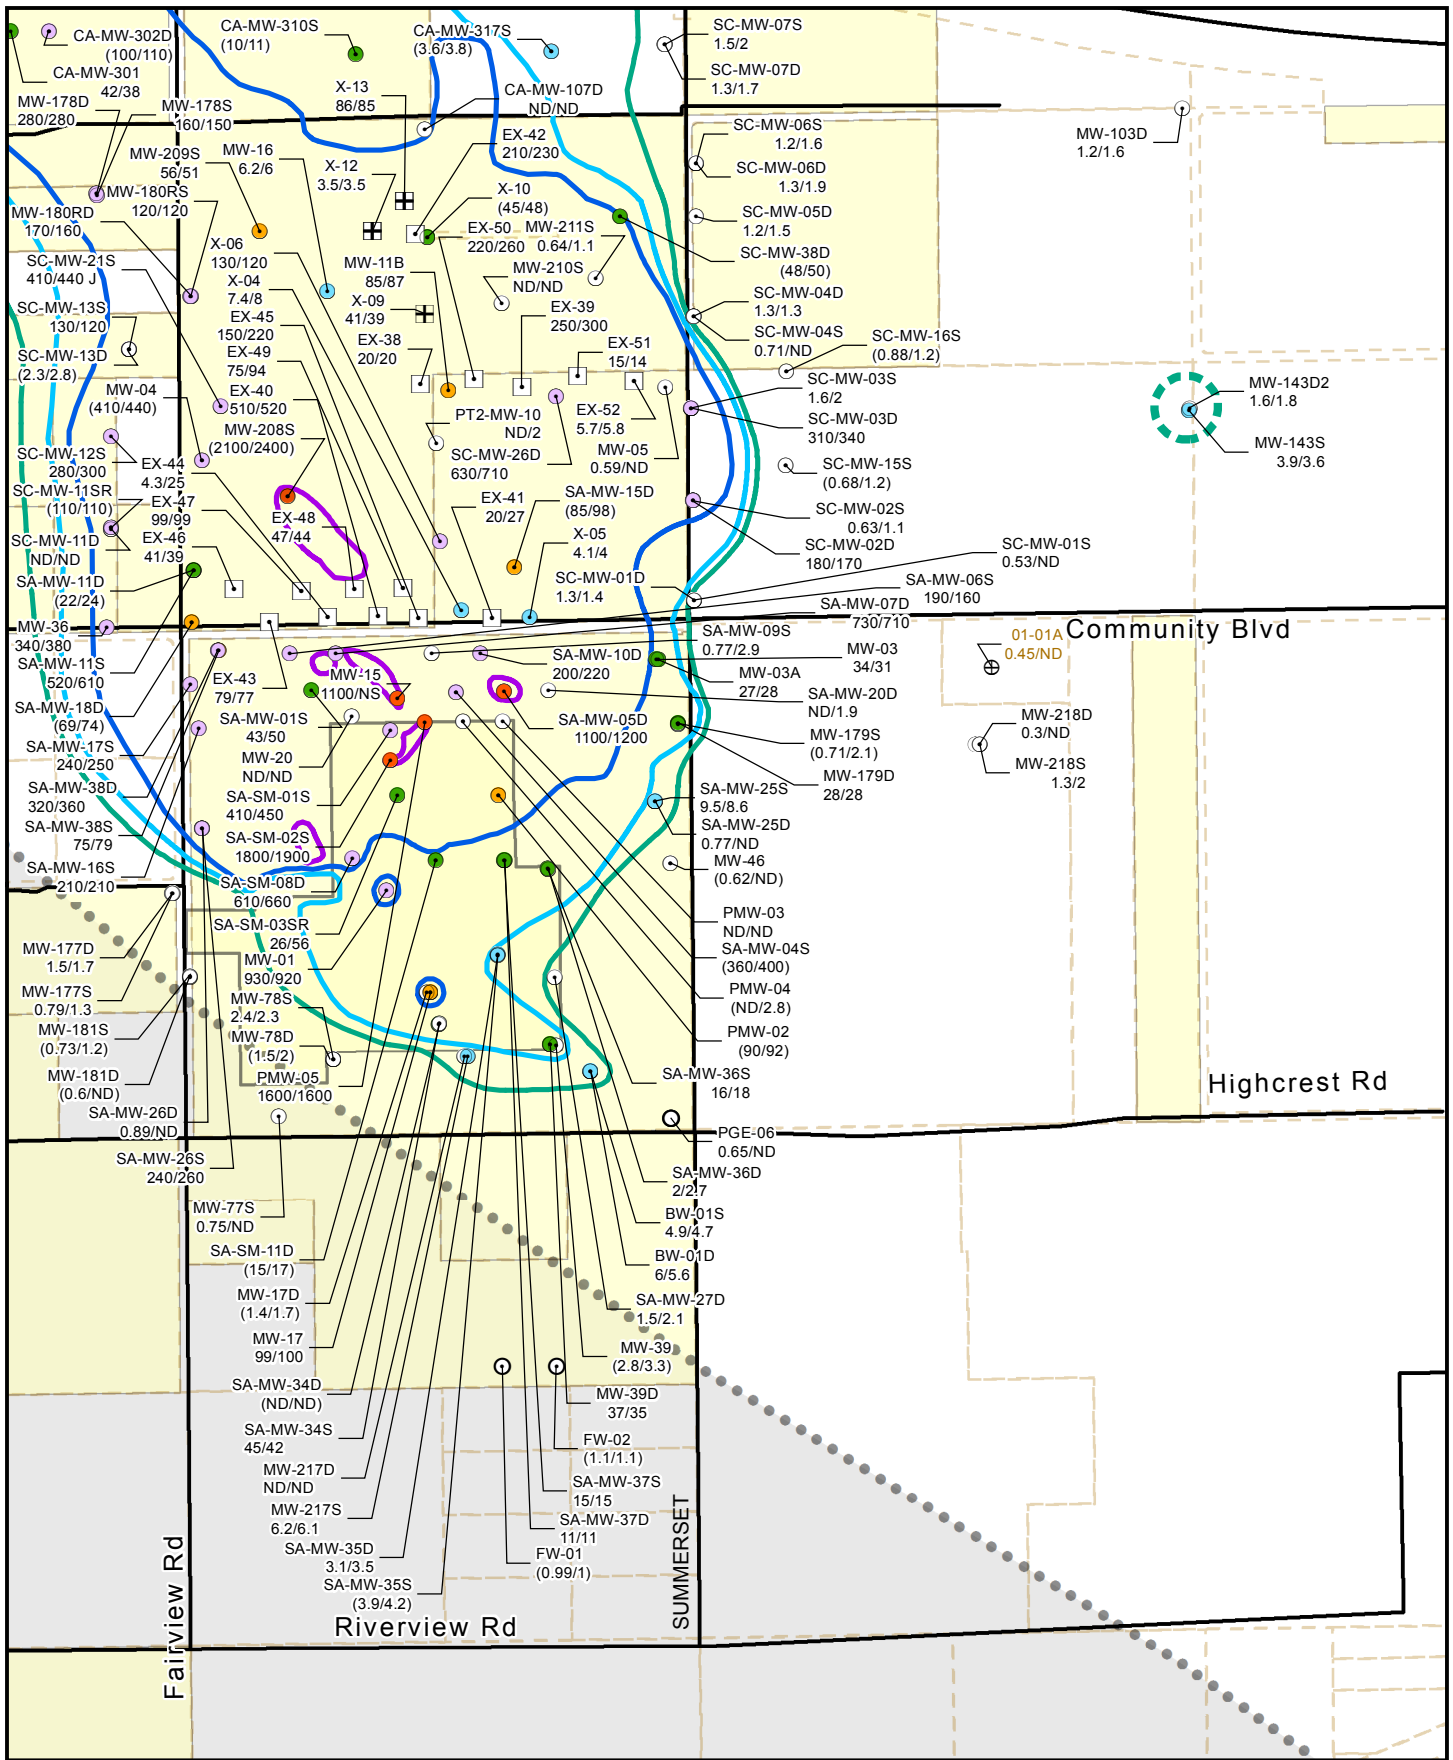 CA-MW-302D
(100/110)
CA-MW-310S
(10/11)
CA-MW-317S
(3.6/3.8)
SC-MW-07S
1.5/2
CA-MW-301
42/38
SC-MW-07D
1.3/1.7
MW-178D
280/280
MW-178S
160/150
X-13
86/85
CA-MW-107D
ND/ND
SC-MW-06S
1.2/1.6
MW-103D
1.2/1.6
MW-209S
56/51
MW-16
6.2/6
X-12
3.5/3.5
EX-42
210/230
SC-MW-06D
1.3/1.9
MW-180RS
120/120
X-10
(45/48)
MW-180RD
170/160
SC-MW-05D
1.2/1.5
X-06
130/120
EX-50
220/260
MW-211S
0.64/1.1
SC-MW-38D
(48/50)
SC-MW-21S
410/440 J
X-04
7.4/8
MW-11B
85/87
MW-210S
ND/ND
SC-MW-04D
1.3/1.3
SC-MW-13S
130/120
EX-45
150/220
X-09
41/39
EX-39
250/300
SC-MW-04S
0.71/ND
SC-MW-16S
(0.88/1.2)
SC-MW-13D
(2.3/2.8)
EX-49
75/94
EX-38
20/20
EX-51
15/14
MW-04
(410/440)
EX-40
510/520
SC-MW-03S
1.6/2
MW-143D2
1.6/1.8
PT2-MW-10
ND/2
EX-52
5.7/5.8
SC-MW-03D
310/340
MW-208S
(2100/2400)
MW-143S
3.9/3.6
SC-MW-12S
280/300
EX-44
4.3/25
SC-MW-26D
630/710
MW-05
0.59/ND
SC-MW-15S
(0.68/1.2)
SC-MW-11SR
(110/110)
EX-47
99/99
EX-48
47/44
EX-41
20/27
SA-MW-15D
(85/98)
SC-MW-02S
0.63/1.1
SC-MW-11D
ND/ND
EX-46
41/39
X-05
4.1/4
SC-MW-02D
180/170
SC-MW-01S
0.53/ND
SA-MW-11D
(22/24)
SC-MW-01D
1.3/1.4
SA-MW-06S
190/160
SA-MW-07D
730/710
MW-36
340/380
Community Blvd
01-01A
0.45/ND
SA-MW-09S
0.77/2.9
MW-03
34/31
SA-MW-11S
520/610
EX-43
79/77
MW-15
1100/NS
SA-MW-10D
200/220
MW-03A
27/28
SA-MW-20D
ND/1.9
SA-MW-18D
(69/74)
SA-MW-01S
43/50
SA-MW-05D
1100/1200
MW-218D
0.3/ND
MW-179S
(0.71/2.1)
SA-MW-17S
240/250
MW-20
ND/ND
MW-218S
1.3/2
MW-179D
28/28
SA-MW-38D
320/360
SA-SM-01S
410/450
SA-MW-25S
9.5/8.6
SA-MW-38S
75/79
SA-SM-02S
1800/1900
SA-MW-25D
0.77/ND
SA-MW-16S
210/210
MW-46
(0.62/ND)
SA-SM-08D
610/660
SA-SM-03SR
26/56
PMW-03
ND/ND
MW-177D
1.5/1.7
MW-01
930/920
SA-MW-04S
(360/400)
MW-177S
0.79/1.3
MW-78S
2.4/2.3
PMW-04
(ND/2.8)
MW-181S
(0.73/1.2)
MW-78D
(1.5/2)
PMW-02
(90/92)
MW-181D
(0.6/ND)
PMW-05
1600/1600
SA-MW-36S
16/18
Highcrest Rd
SA-MW-26D
0.89/ND
PGE-06
0.65/ND
SA-MW-26S
240/260
SA-MW-36D
2/2.7
MW-77S
0.75/ND
BW-01S
4.9/4.7
SA-SM-11D
(15/17)
BW-01D
6/5.6
MW-17D
(1.4/1.7)
SA-MW-27D
1.5/2.1
MW-17
99/100
MW-39
(2.8/3.3)
SA-MW-34D
(ND/ND)
MW-39D
37/35
SA-MW-34S
45/42
FW-02
(1.1/1.1)
MW-217D
ND/ND
SA-MW-37S
15/15
MW-217S
6.2/6.1
SA-MW-37D
11/11
SA-MW-35D
3.1/3.5
FW-01
(0.99/1)
SA-MW-35S
(3.9/4.2)
Fairview Rd
SUMMERSET
Riverview Rd